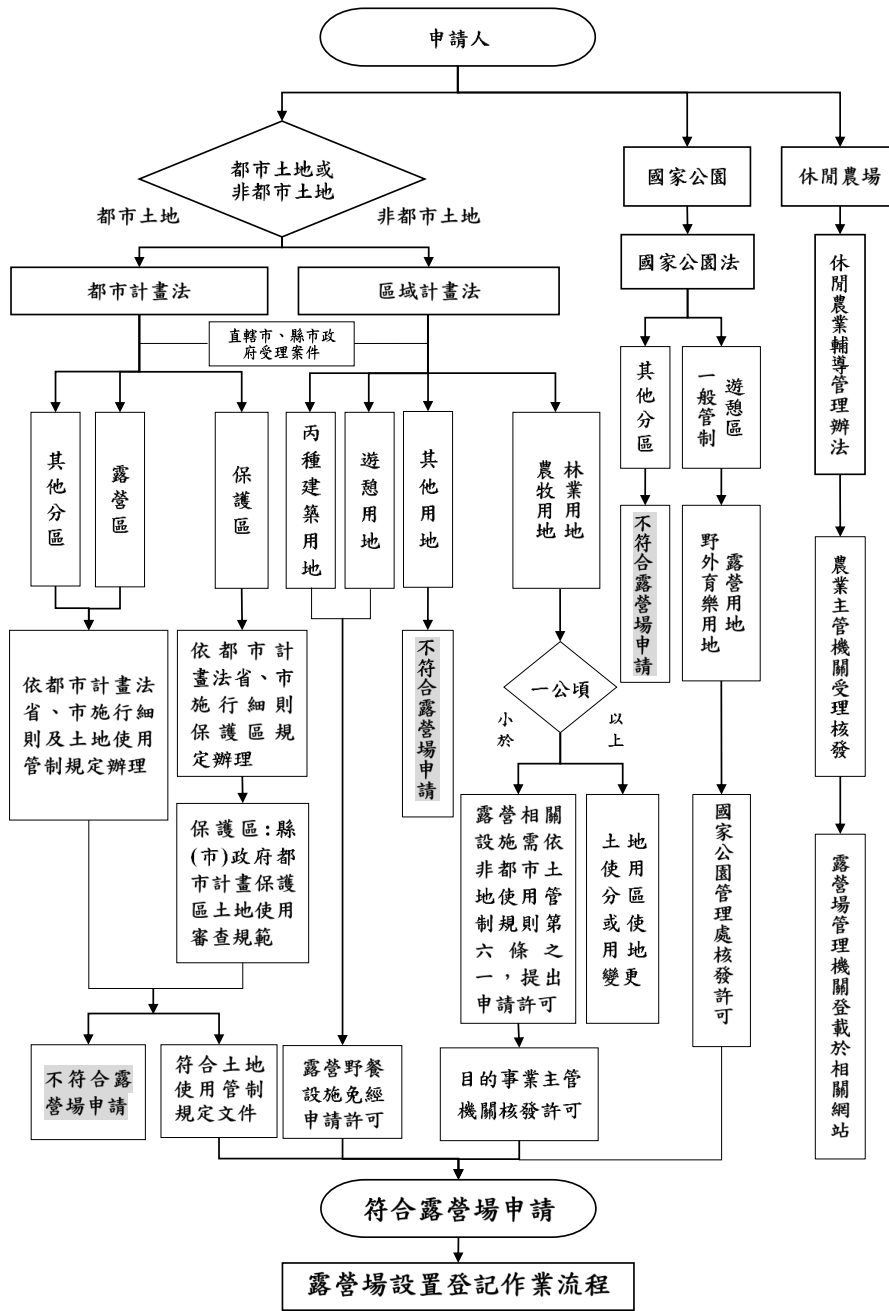 申請人
都市土地或
非都市土地
都市土地
非都市土地
國家公園
休閒農場
都市計畫法
區域計畫法
國家公園法
休閒農業輔導管理辦法
直轄市、縣市政
府受理案件
其他分區
露營區
保護區
丙種建築用地
遊憩用地
其他用地
林業用地
農牧用地
其他分區
遊憩區
一般管制
不符合露營場申請
露營用地
野外育樂用地
農業主管機關受理核發
依都市計畫法
省、市施行細
則及土地使用
管制規定辦理
依都市計
畫法省、市
施行細則
保護區規
定辦理
不符合露營場申請
一公頃
小於
以上
保護區:縣
(市)政府都
市計畫保護
區土地使用
審查規範
露營相關
設施需依
非都市土
地使用管
制規則第
六條之
一，提出
申請許可
土地
使用
分區
或使
用地
變更
國家公園管理處核發許可
露營場管理機關登載於相關網站
不符合露
營場申請
符合土地
使用管制
規定文件
露營野餐
設施免經
申請許可
目的事業主管
機關核發許可
符合露營場申請
露營場設置登記作業流程